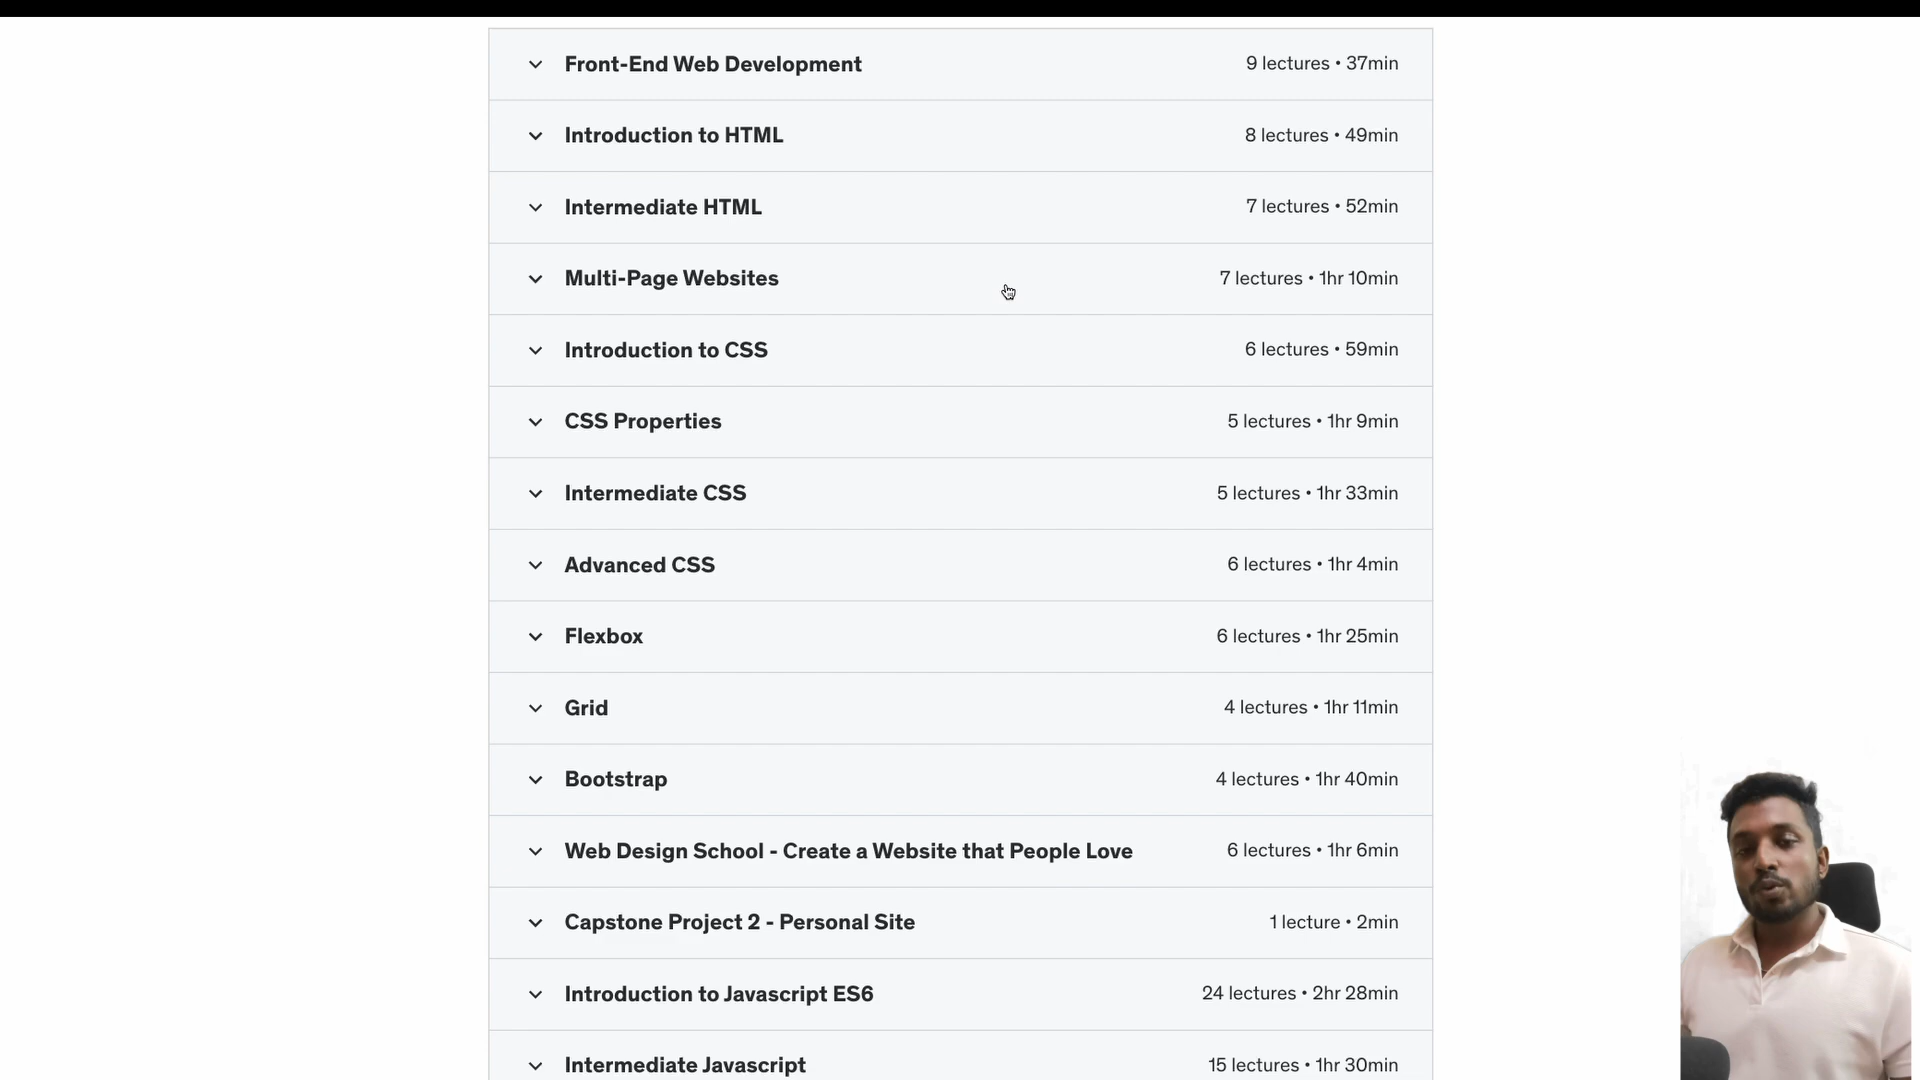 Front-End Web Development 9 lectures • 37min
Introduction to HTML 8 lectures • 49min
Intermediate HTML 7 lectures • 52min
Multi-Page Websites 7 lectures • 1hr 10min
Introduction to CSS 6 lectures • 59min
CSS Properties 5 lectures • 1hr 9min
Intermediate CSS 5 lectures • 1hr 33min
Advanced CSS 6 lectures • 1hr 4min
Flexbox 6 lectures • 1hr 25min
Grid 4 lectures • 1hr 11min
Bootstrap 4 lectures • 1hr 40min
Web Design School - Create a Website that People Love 6 lectures • 1hr 6min
Capstone Project 2 - Personal Site 1 lecture • 2min
Introduction to Javascript ES6 24 lectures • 2hr 28min
Intermediate Javascript 15 lectures • 1hr 30min